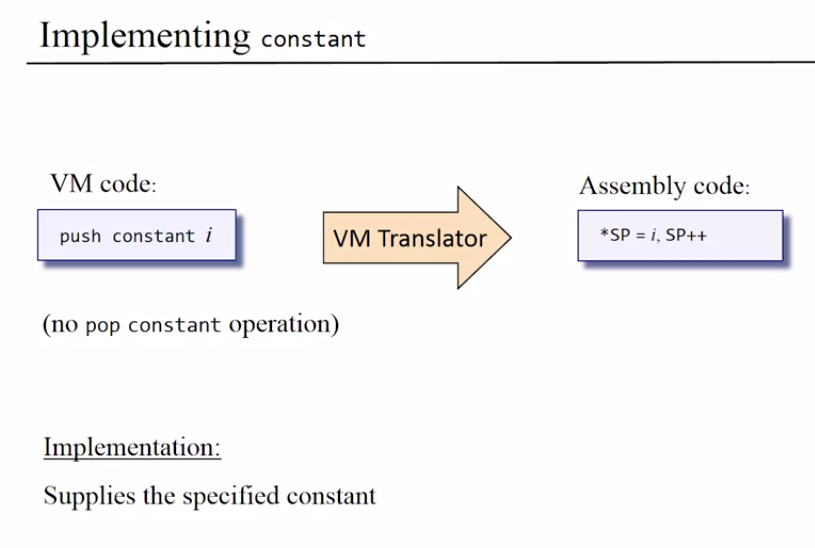 Implementing constant
VM code:
Assembly code:
push constant i
VM Translator
*SP = i, SP++
(no pop constant operation)
Implementation:
Supplies the specified constant